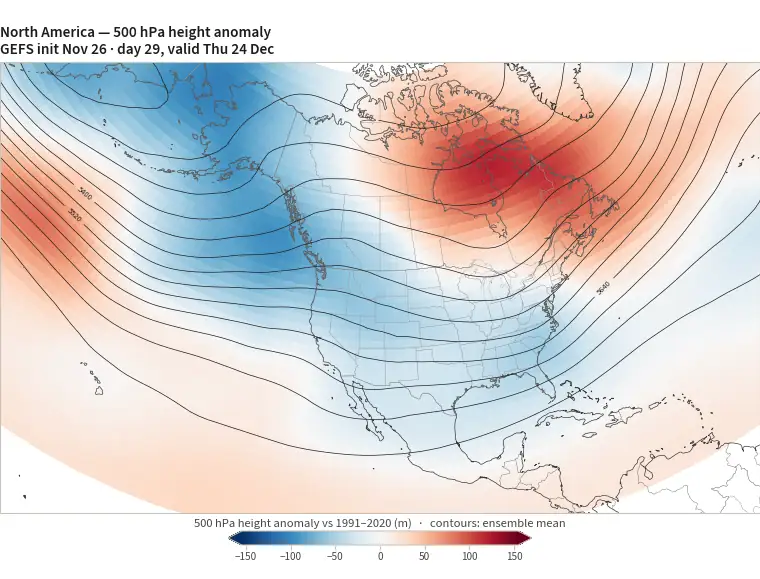 North America — 500 hPa height anomaly
GEFS init Nov 26 · day 29, valid Thu 24 Dec
5400
5520
5640
500 hPa height anomaly vs 1991–2020 (m) · contours: ensemble mean
−150 −100 −50 0 50 100 150